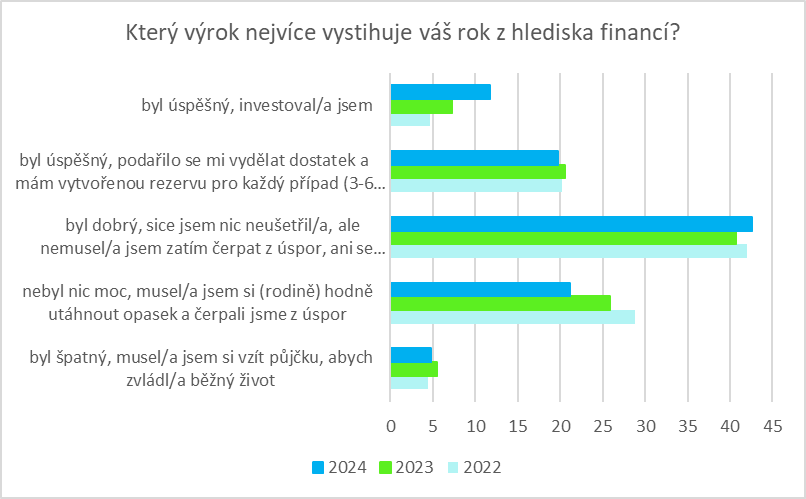 Který výrok nejvíce vystihuje váš rok z hlediska financí?
byl úspěšný, investoval/a jsem
byl úspěšný, podařilo se mi vydělat dostatek a
mám vytvořenou rezervu pro každý případ (3-6...
byl dobrý, sice jsem nic neušetřil/a, ale
nemusel/a jsem zatím čerpat z úspor, ani se...
nebyl nic moc, musel/a jsem si (rodině) hodně
utáhnout opasek a čerpali jsme z úspor
byl špatný, musel/a jsem si vzít půjčku, abych
zvládl/a běžný život
0 5 10 15 20 25 30 35 40 45
2024 2023 2022